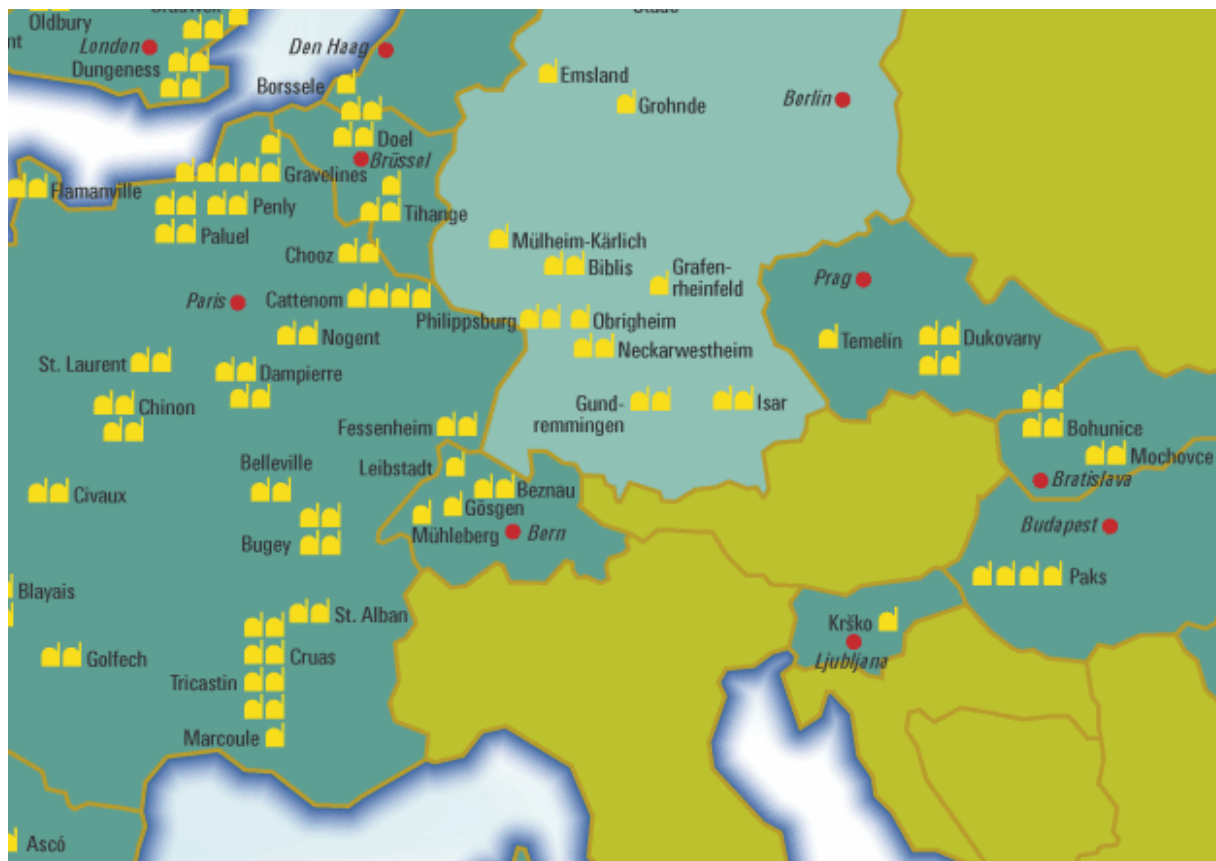 Oldbury
London
Dungeness
Den Haag
Borssele
Emsland
Grohnde
Berlin
Doel
Brüssel
Gravelines
Flamanville
Penly
Tihange
Paluel
Mülheim-Kärlich
Chooz
Biblis
Grafen-
rheinfeld
Prag
Paris
Cattenom
Philippsburg
Obrigheim
Nogent
Neckarwestheim
Temelín
Dukovany
St. Laurent
Dampierre
Chinon
Gund-
remmingen
Isar
Fessenheim
Bohunice
Leibstadt
Mochovce
Belleville
Beznau
Bratislava
Civaux
Gösgen
Budapest
Mühleberg
Bern
Bugey
Paks
Blayais
St. Alban
Krško
Golfech
Cruas
Ljubljana
Tricastin
Marcoule
Ascó